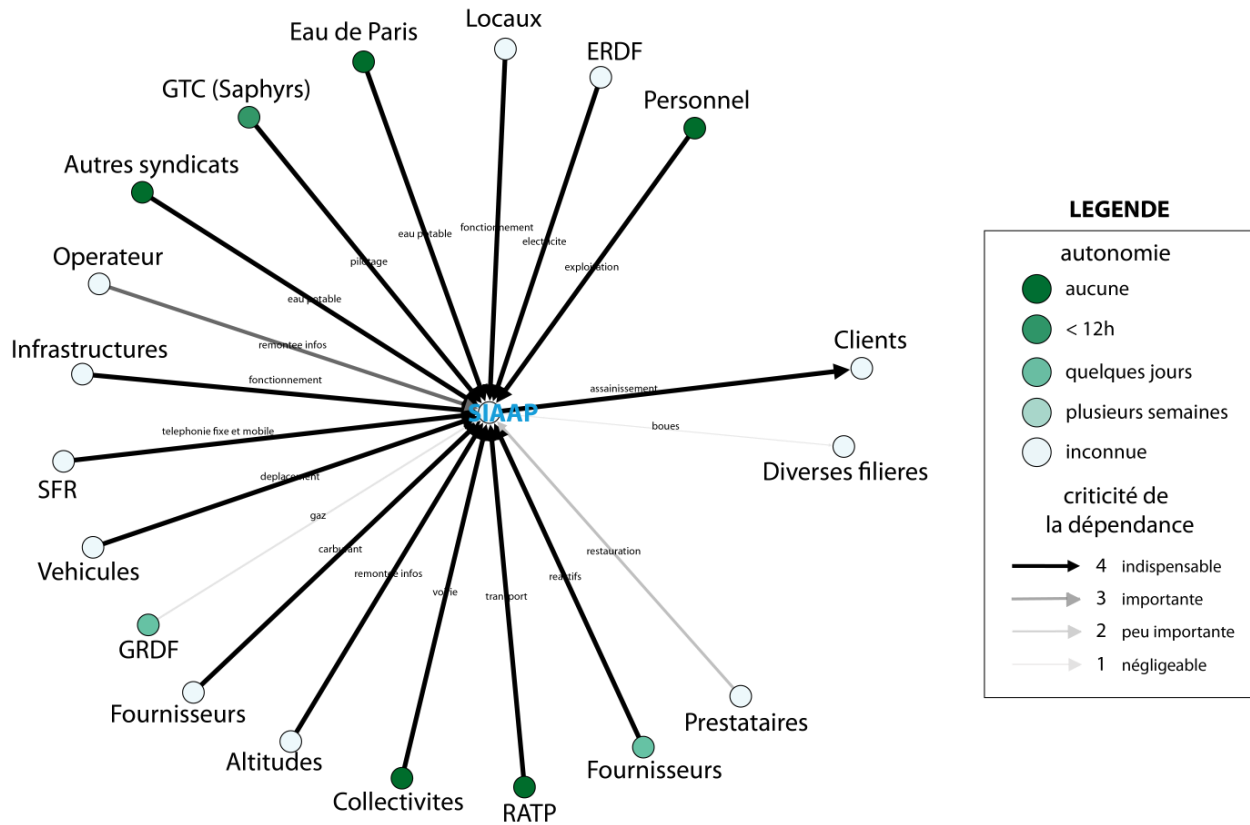 Locaux
Eau de Paris
ERDF
GTC (Saphyrs)
Personnel
Autres syndicats
Operateur
Infrastructures
SFR
Vehicules
GRDF
Fournisseurs
Altitudes
Collectivites
RATP
Fournisseurs
Prestataires
Diverses filieres
Clients
SIAAP
eau potable
fonctionnement
electricite
exploitation
pilotage
eau potable
remontee infos
fonctionnement
telephonie fixe et mobile
deplacement
gaz
carburant
remontee infos
voirie
transport
reactifs
restauration
boues
assainissement
LEGENDE
autonomie
aucune
< 12h
quelques jours
plusieurs semaines
inconnue
criticité de
la dépendance
4 indispensable
3 importante
2 peu importante
1 négligeable